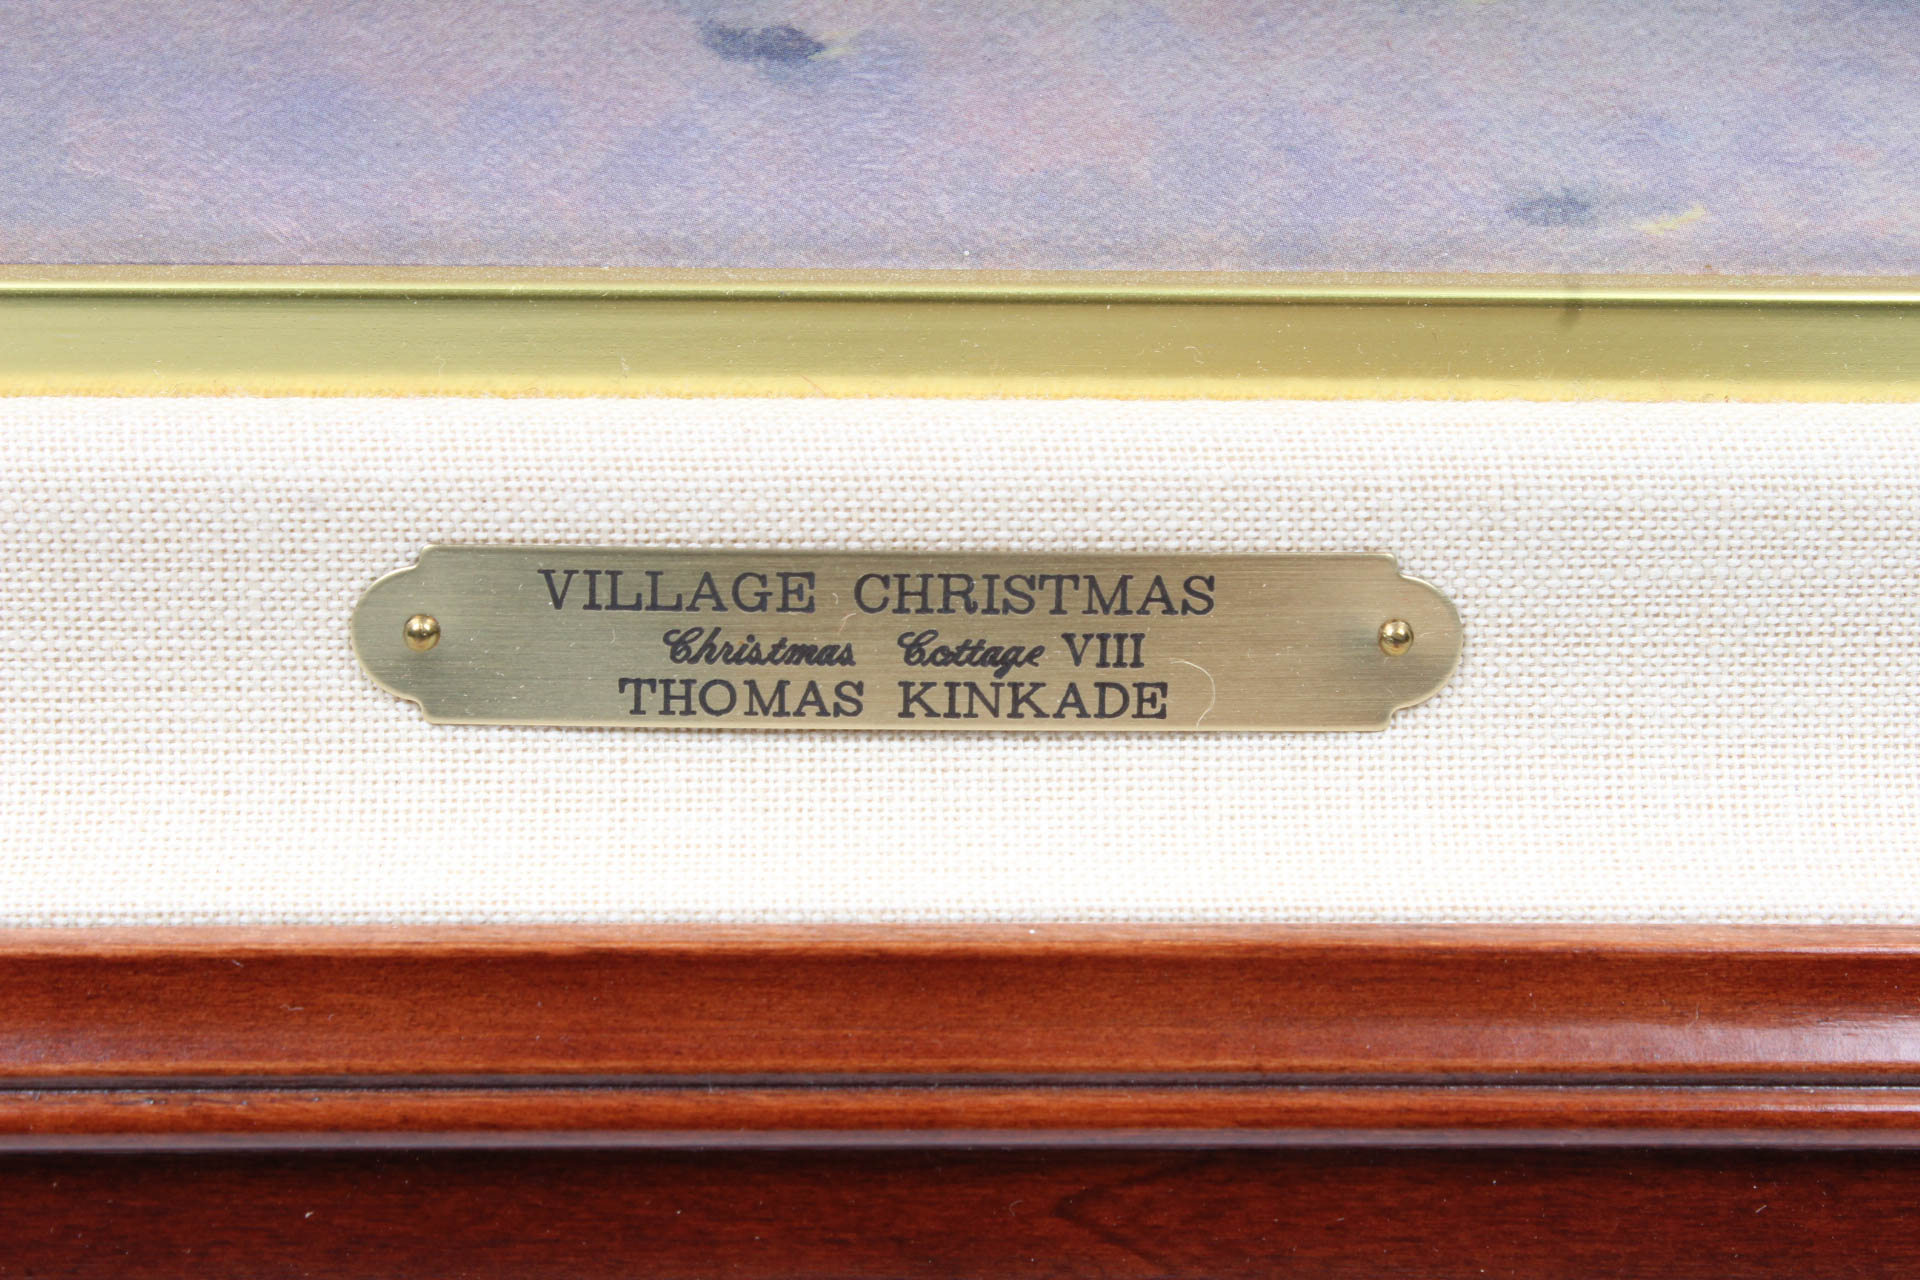 VILLAGE CHRISTMAS
Christmas Cottage VIII
THOMAS KINKADE